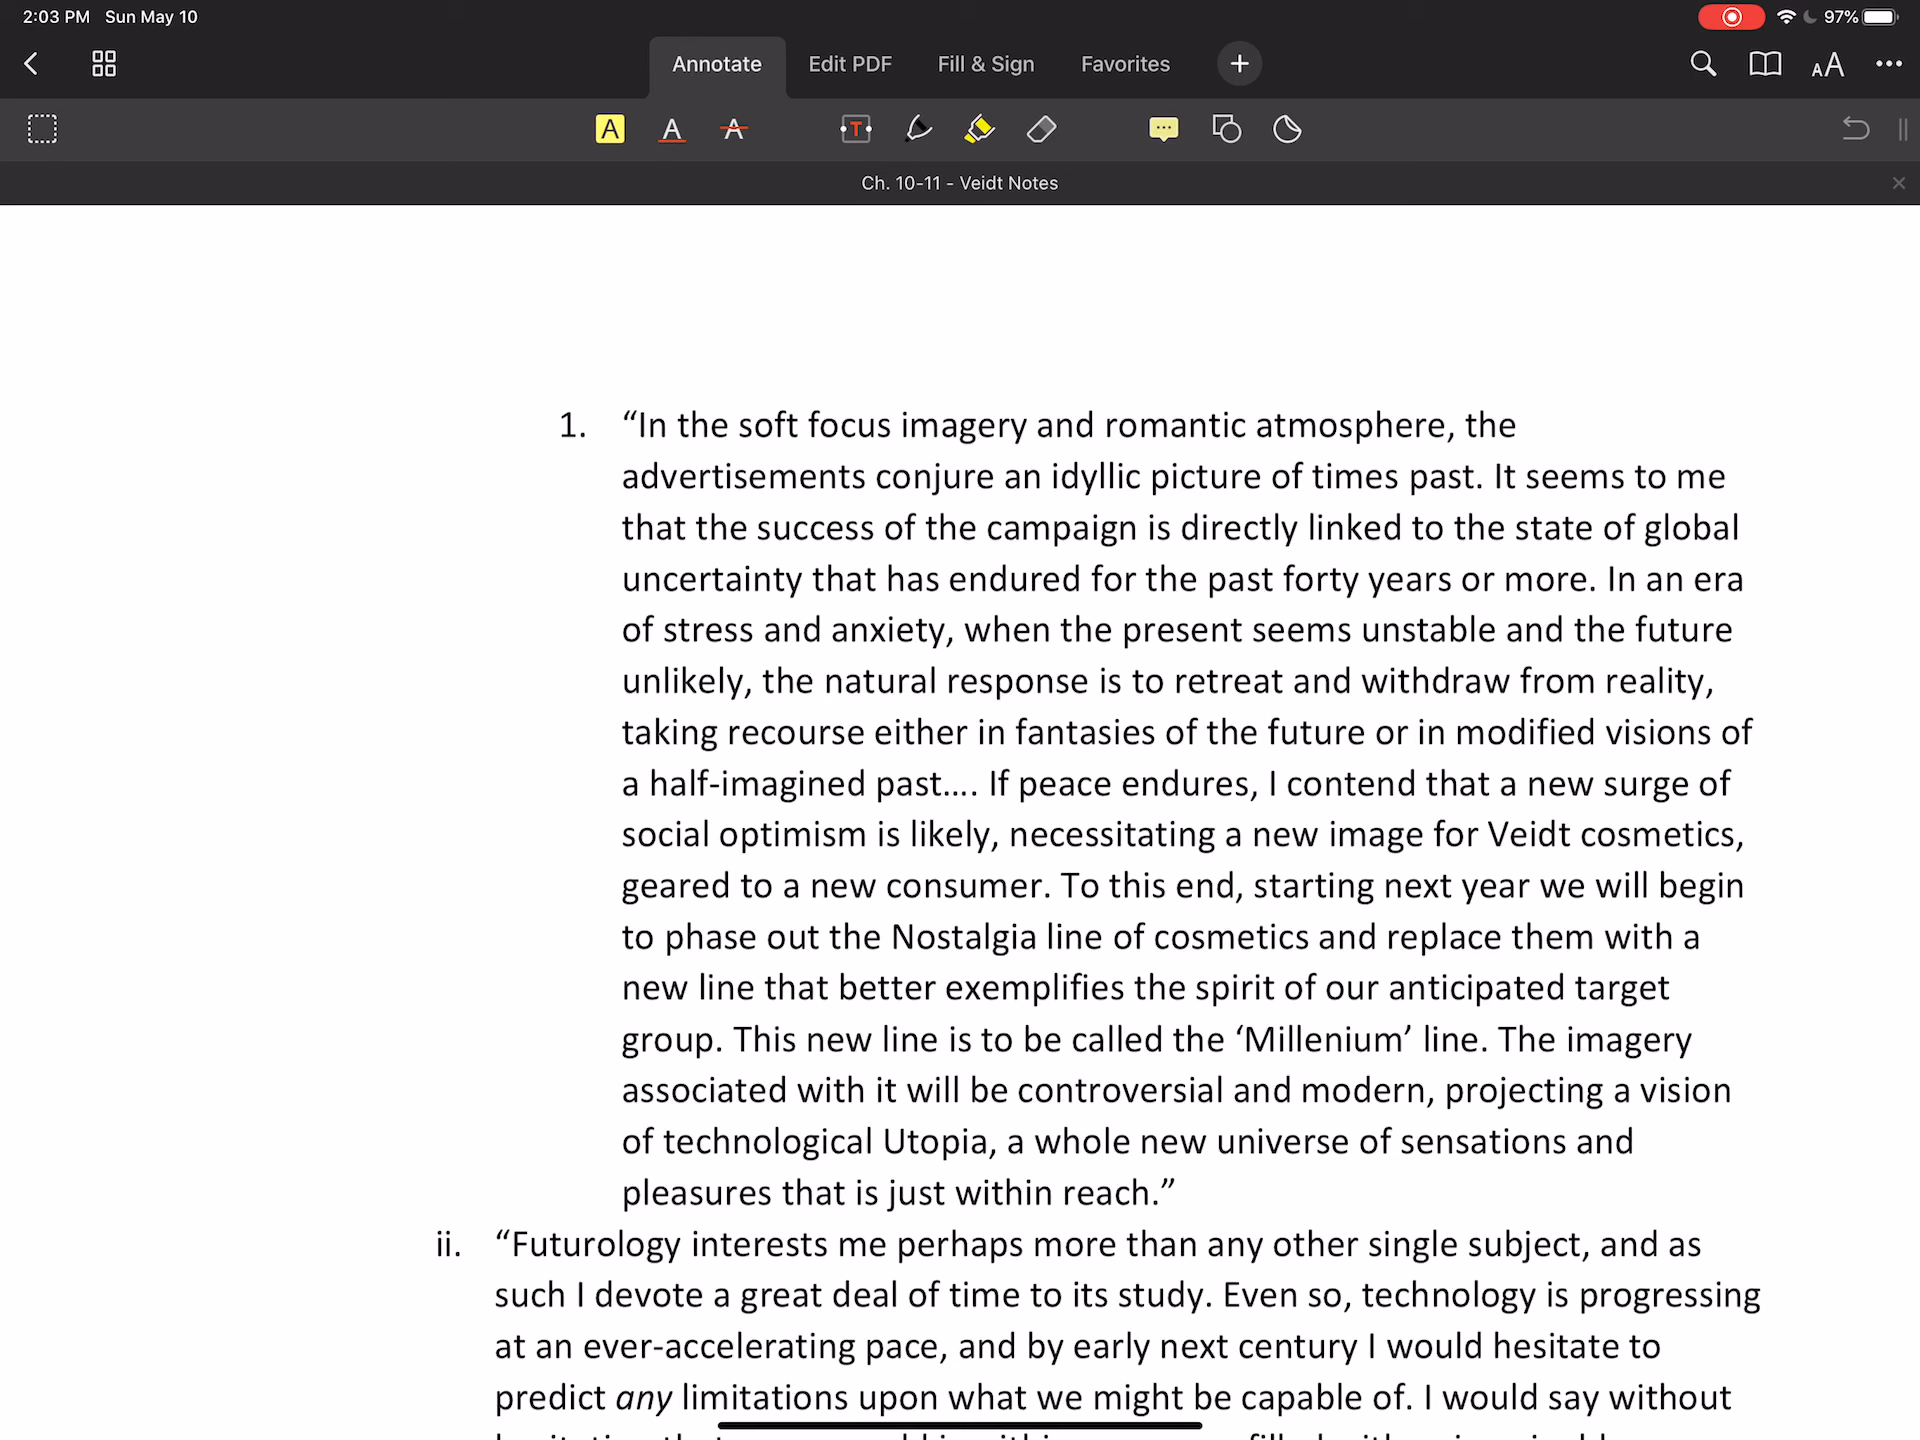 2:03 PM Sun May 10
97%
Annotate Edit PDF Fill & Sign Favorites
Ch. 10-11 - Veidt Notes
1. “In the soft focus imagery and romantic atmosphere, the
advertisements conjure an idyllic picture of times past. It seems to me
that the success of the campaign is directly linked to the state of global
uncertainty that has endured for the past forty years or more. In an era
of stress and anxiety, when the present seems unstable and the future
unlikely, the natural response is to retreat and withdraw from reality,
taking recourse either in fantasies of the future or in modified visions of
a half-imagined past…. If peace endures, I contend that a new surge of
social optimism is likely, necessitating a new image for Veidt cosmetics,
geared to a new consumer. To this end, starting next year we will begin
to phase out the Nostalgia line of cosmetics and replace them with a
new line that better exemplifies the spirit of our anticipated target
group. This new line is to be called the ‘Millenium’ line. The imagery
associated with it will be controversial and modern, projecting a vision
of technological Utopia, a whole new universe of sensations and
pleasures that is just within reach.”
ii. “Futurology interests me perhaps more than any other single subject, and as
such I devote a great deal of time to its study. Even so, technology is progressing
at an ever-accelerating pace, and by early next century I would hesitate to
predict any limitations upon what we might be capable of. I would say without